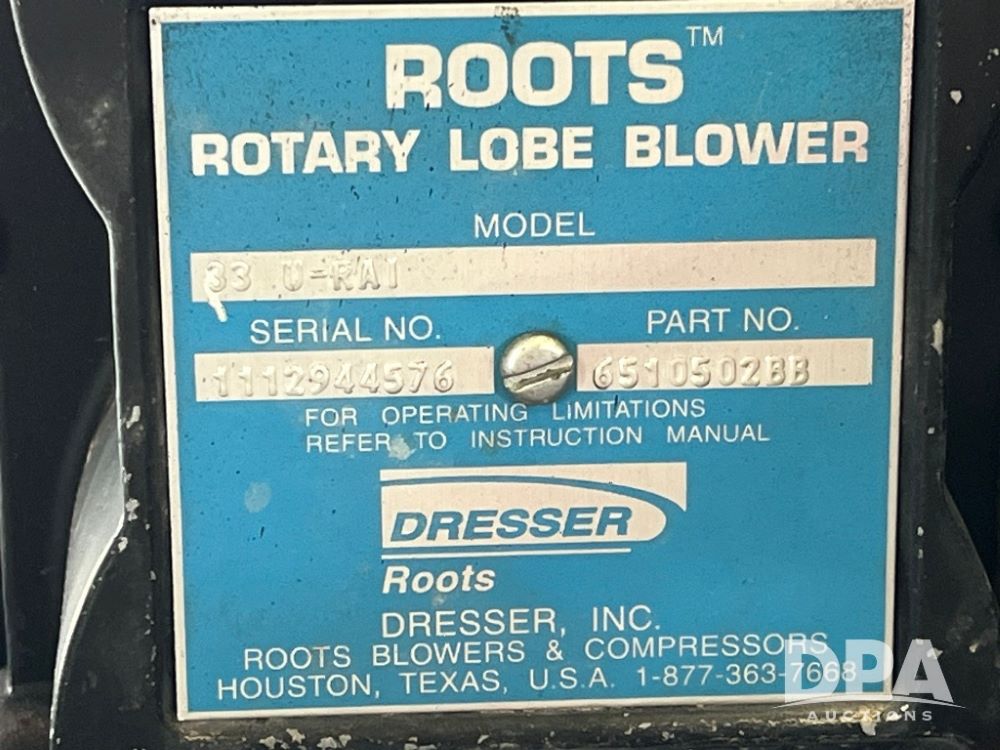 ROOTS™
ROTARY LOBE BLOWER
MODEL
33 U-RAI
SERIAL NO.
PART NO.
1112944576
6510502BB
FOR OPERATING LIMITATIONS
REFER TO INSTRUCTION MANUAL
DRESSER
Roots
DRESSER, INC.
ROOTS BLOWERS & COMPRESSORS
HOUSTON, TEXAS, U.S.A. 1-877-363-7668
DPA
AUCTIONS